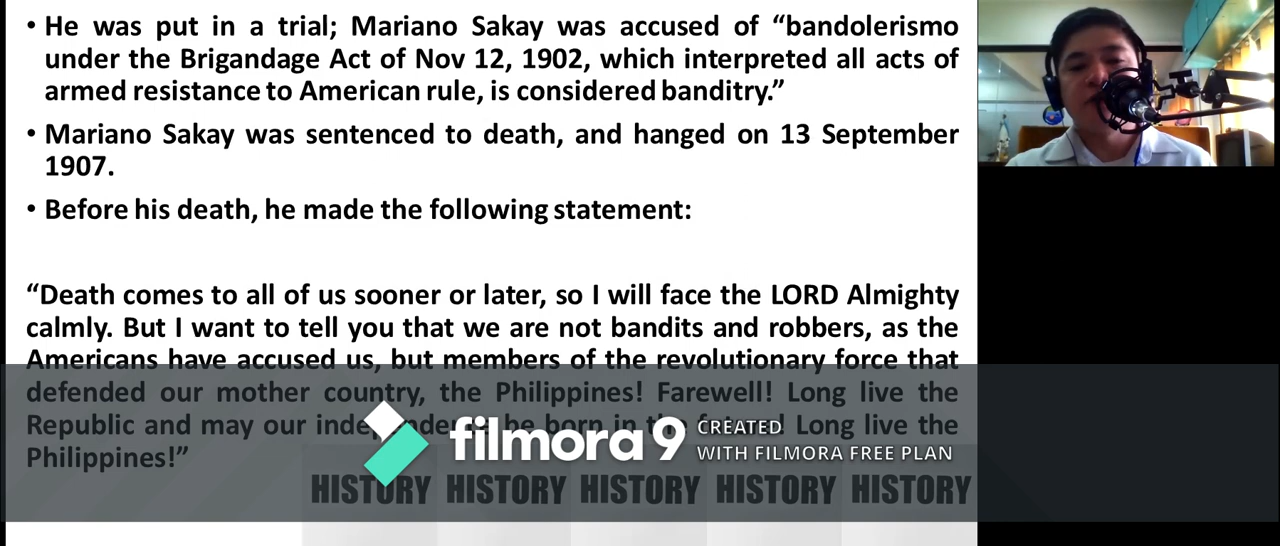 • He was put in a trial; Mariano Sakay was accused of “bandolerismo
under the Brigandage Act of Nov 12, 1902, which interpreted all acts of
armed resistance to American rule, is considered banditry.”
• Mariano Sakay was sentenced to death, and hanged on 13 September
1907.
• Before his death, he made the following statement:
“Death comes to all of us sooner or later, so I will face the LORD Almighty
calmly. But I want to tell you that we are not bandits and robbers, as the
Americans have accused us, but members of the revolutionary force that
defended our mother country, the Philippines! Farewell! Long live the
Republic and may our be born in the Long live the
Philippines!”
filmora9 CREATED
WITH FILMORA FREE PLAN
HISTORY HISTORY HISTORY HISTORY HISTORY